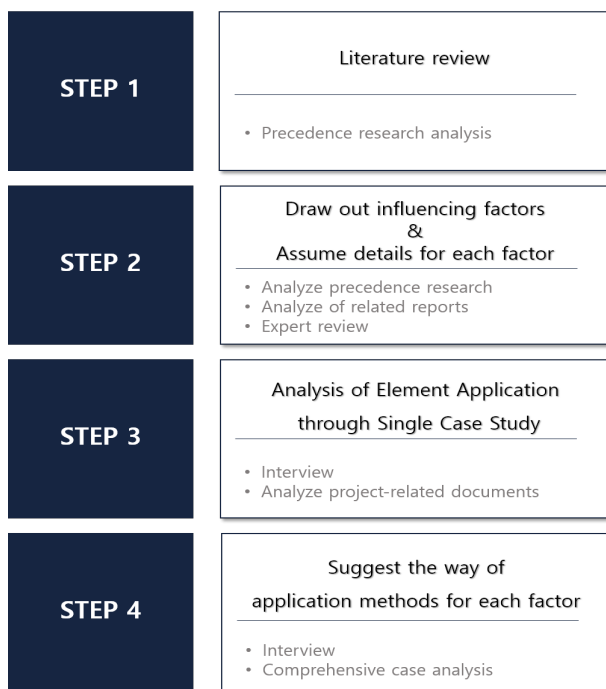 STEP 1
Literature review
• Precedence research analysis
STEP 2
Draw out influencing factors
&
Assume details for each factor
• Analyze precedence research
• Analyze of related reports
• Expert review
STEP 3
Analysis of Element Application
through Single Case Study
• Interview
• Analyze project-related documents
STEP 4
Suggest the way of
application methods for each factor
• Interview
• Comprehensive case analysis